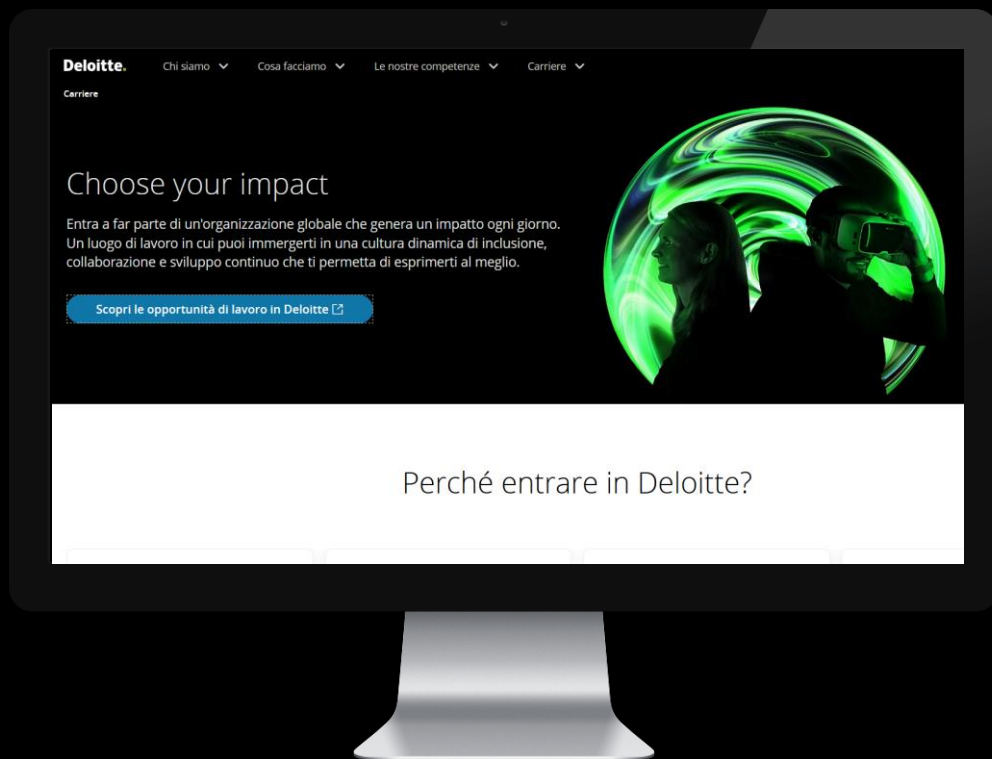 Deloitte.
Chi siamo
Cosa facciamo
Le nostre competenze
Carriere
Carriere
Choose your impact
Entra a far parte di un'organizzazione globale che genera un impatto ogni giorno.
Un luogo di lavoro in cui puoi immergerti in una cultura dinamica di inclusione,
collaborazione e sviluppo continuo che ti permetta di esprimerti al meglio.
Scopri le opportunità di lavoro in Deloitte
Perché entrare in Deloitte?